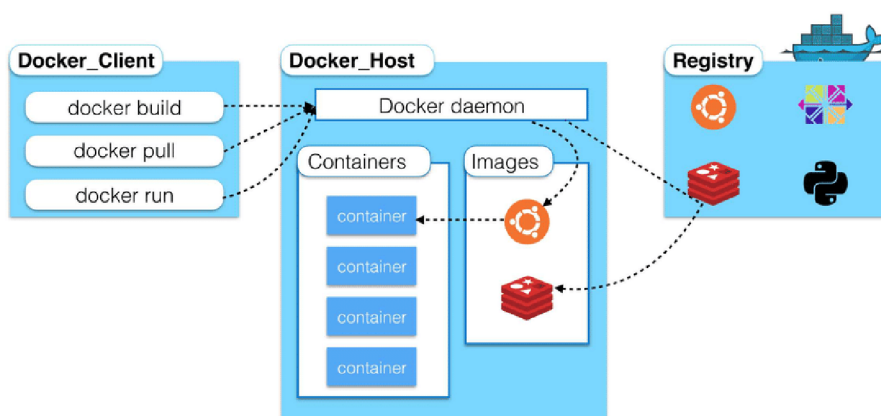 Docker_Client
docker build
docker pull
docker run
Docker_Host
Docker daemon
Containers
container
container
container
container
Images
Registry